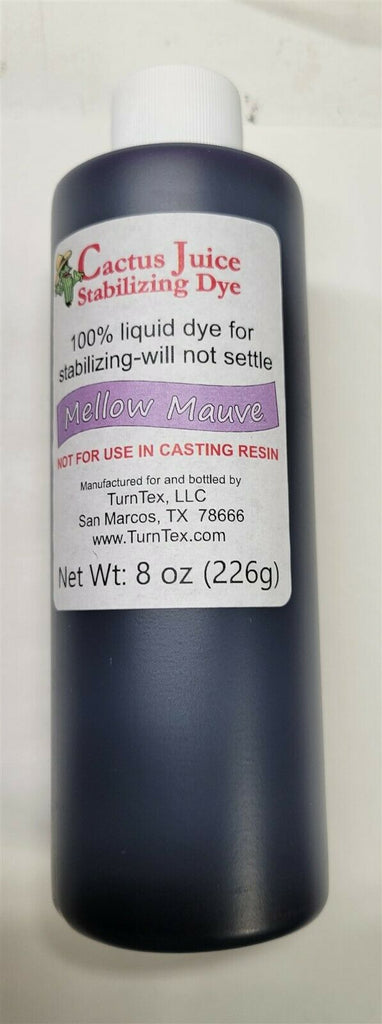 Cactus Juice
Stabilizing Dye
100% liquid dye for
stabilizing-will not settle
Mellow Mauve
NOT FOR USE IN CASTING RESIN
Manufactured for and bottled by
TurnTex, LLC
San Marcos, TX 78666
www.TurnTex.com
Net Wt: 8 oz (226g)